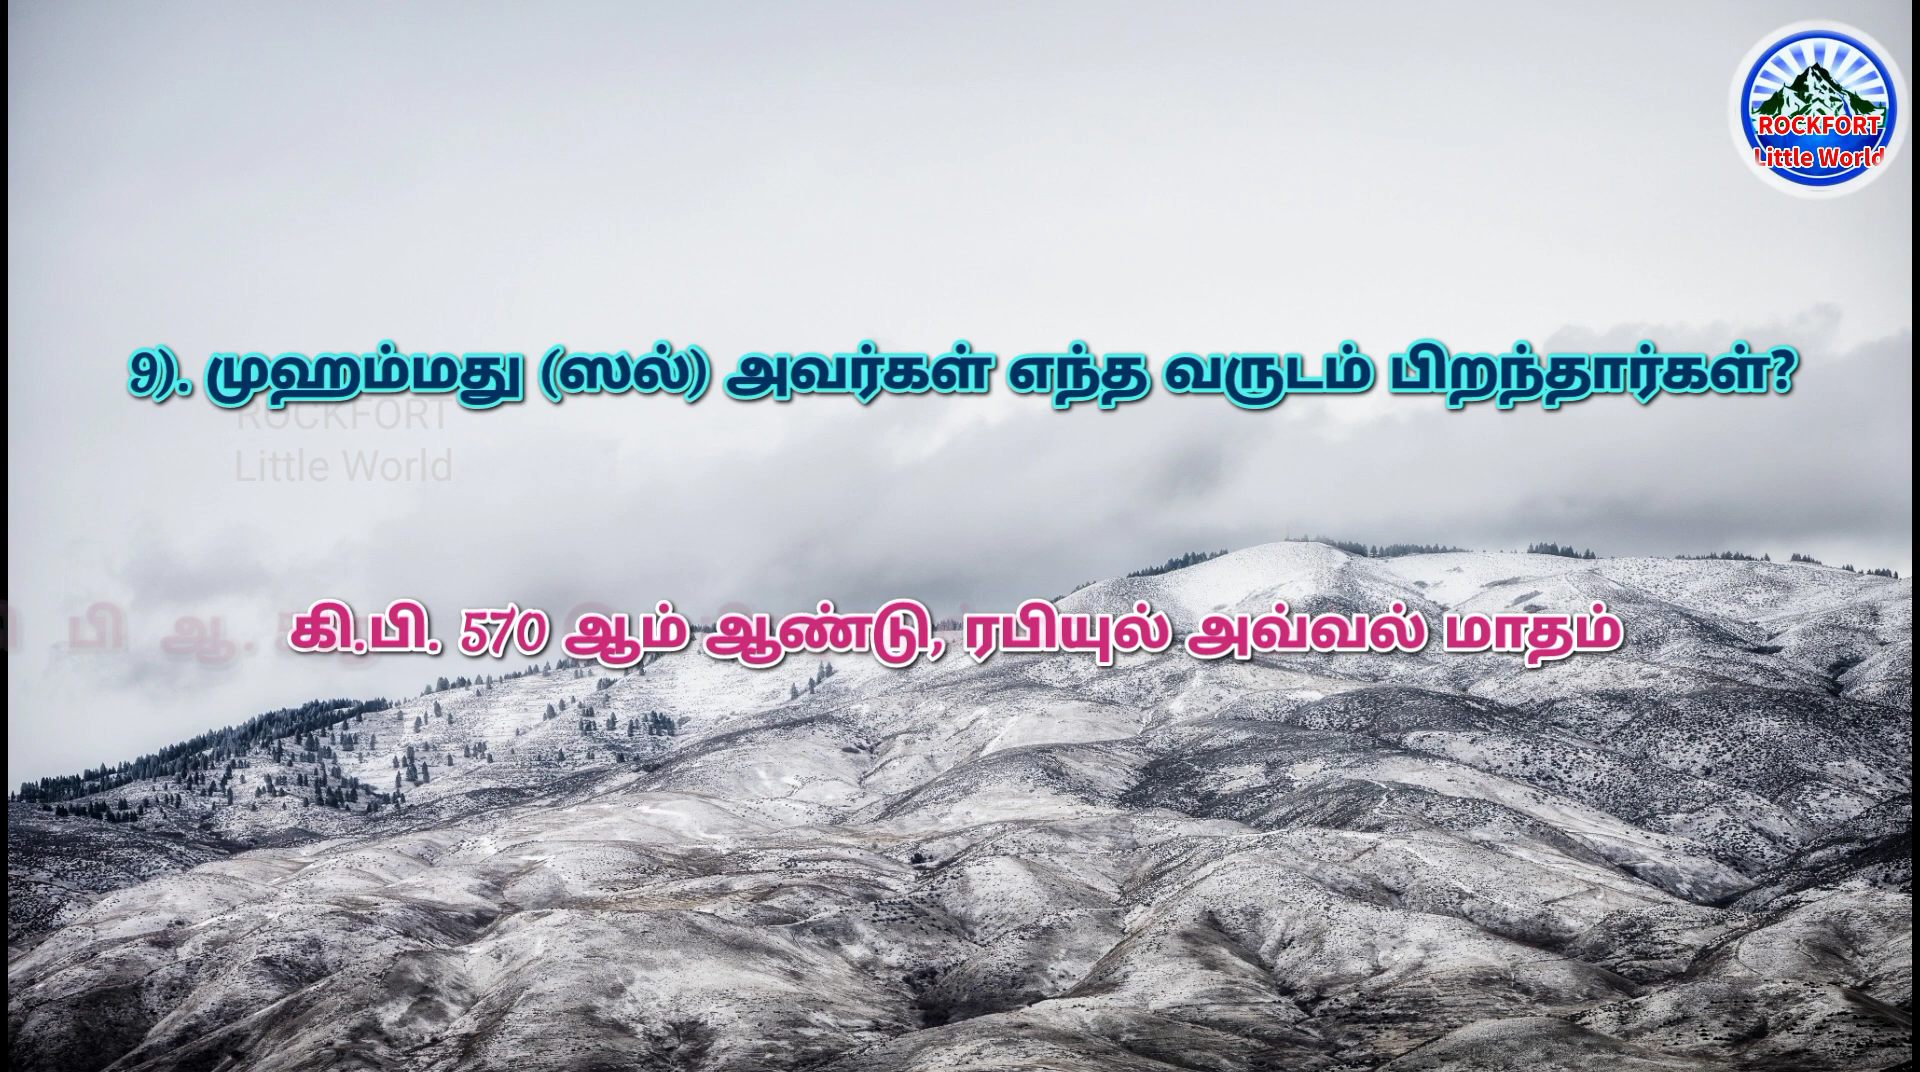 ROCKFORT
Little World
9). முஹம்மது (ஸல்) அவர்கள் எந்த வருடம் பிறந்தார்கள்?
ROCKFORT
Little World
கி.பி. 570 ஆம் ஆண்டு, ரபியுல் அவ்வல் மாதம்